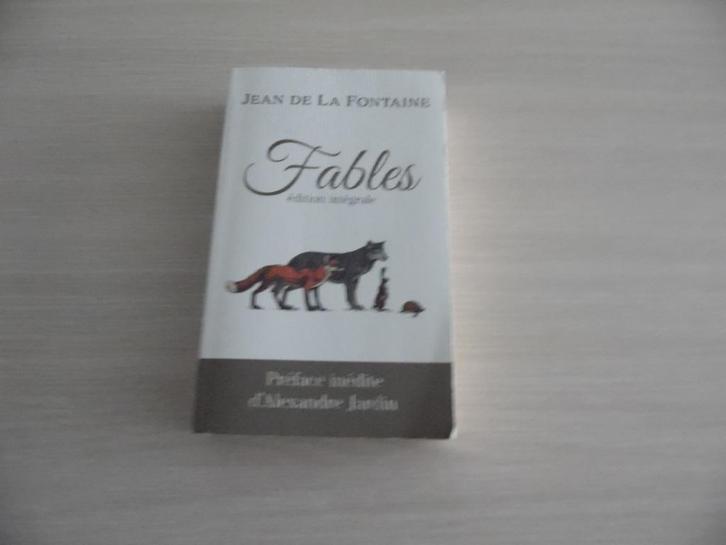 JEAN DE LA FONTAINE
Fables
édition intégrale
Préface inédite
d'Alexandre Jardin